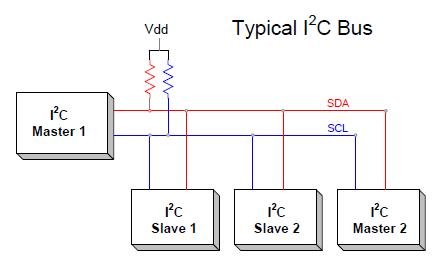 Vdd
Typical I²C Bus
SDA
I²C
Master 1
SCL
I²C
Slave 1
I²C
Slave 2
I²C
Master 2